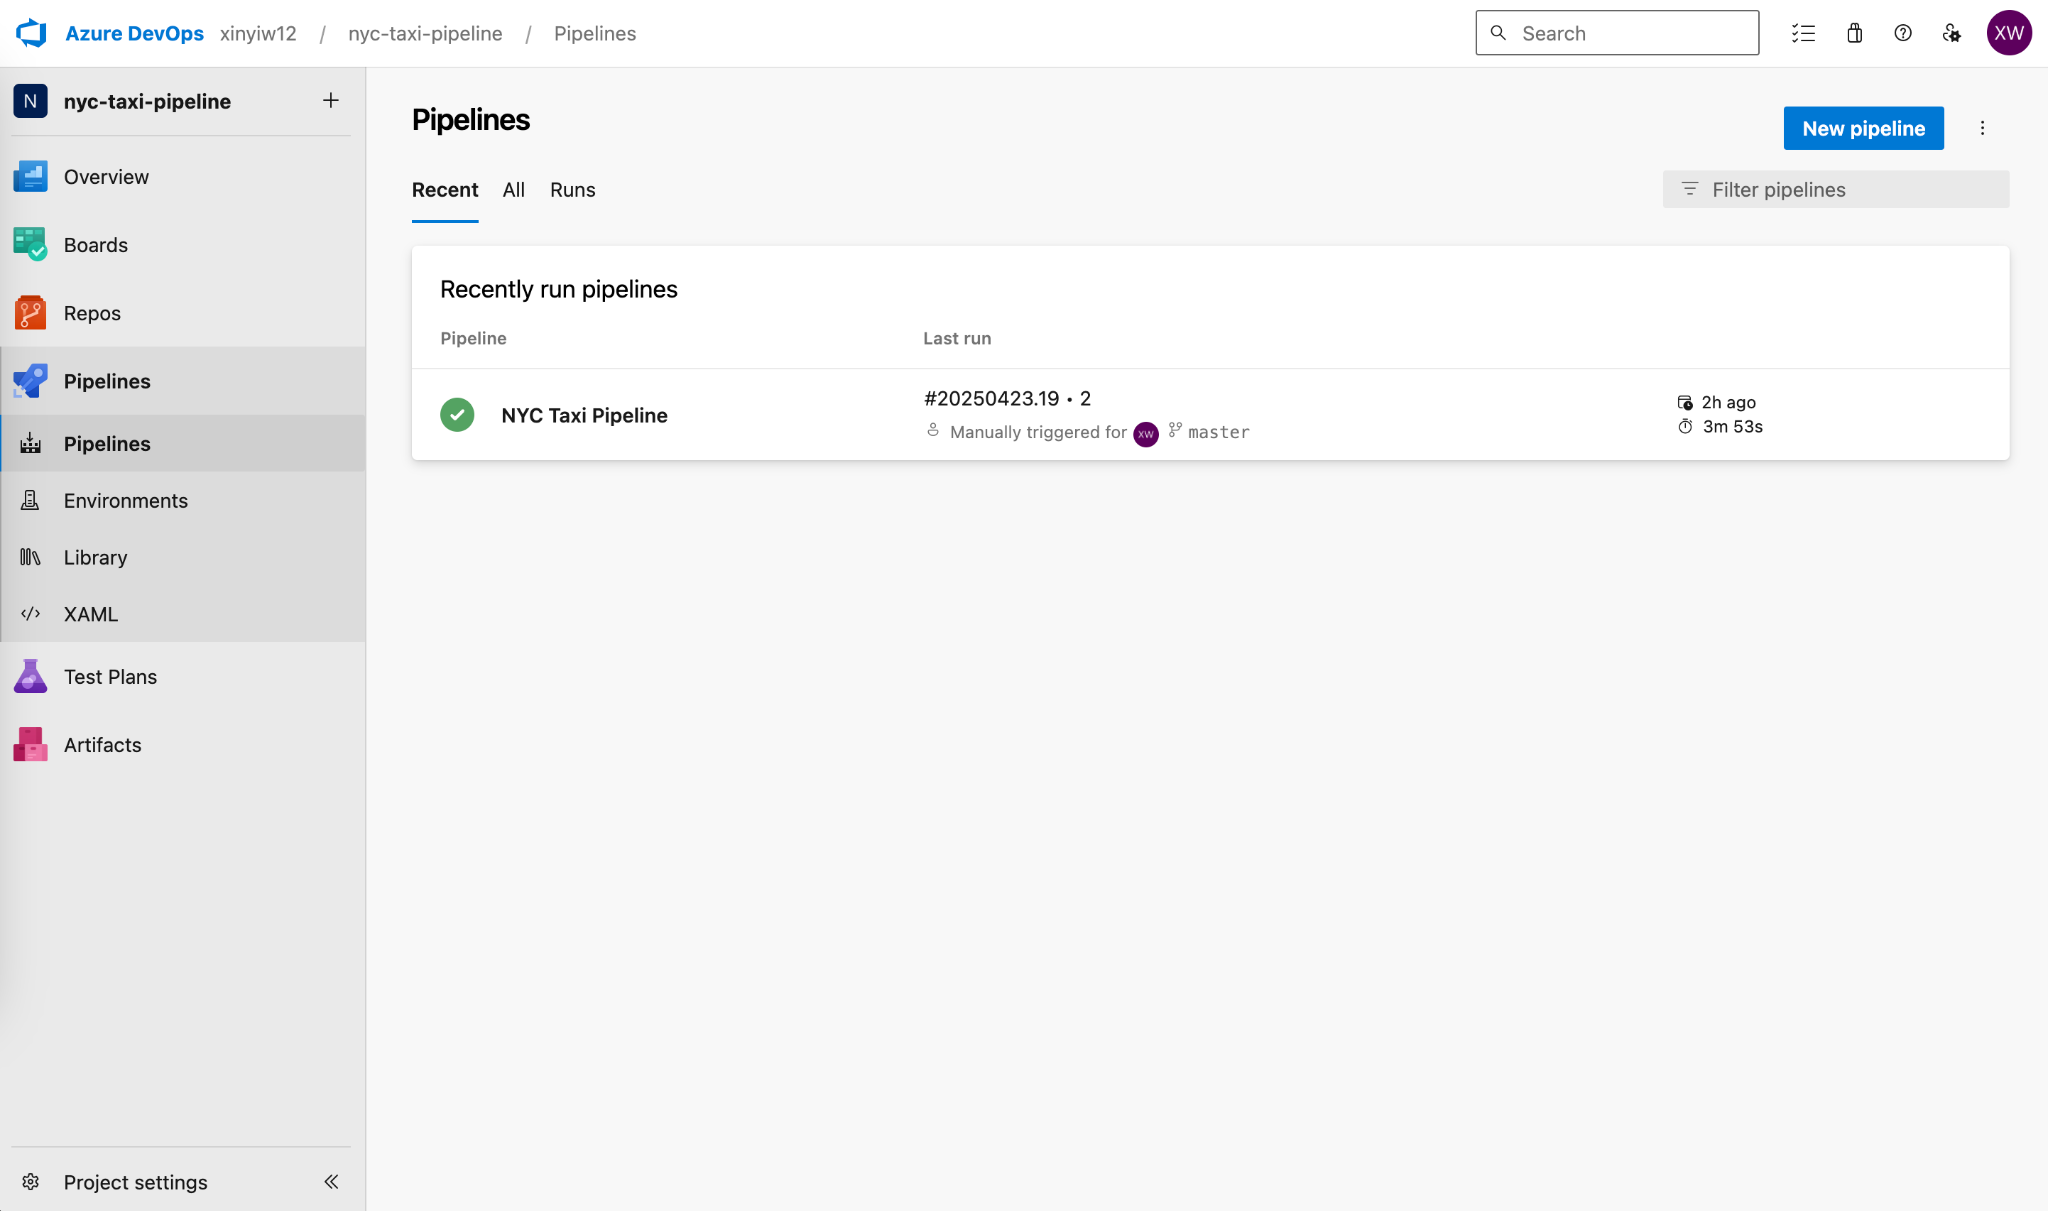 Azure DevOps xinyiw12 / nyc-taxi-pipeline / Pipelines
Search
XW
N nyc-taxi-pipeline
Overview
Boards
Repos
Pipelines
Pipelines
Environments
Library
XAML
Test Plans
Artifacts
Project settings
Pipelines
New pipeline
Recent All Runs
Filter pipelines
Recently run pipelines
Pipeline Last run
NYC Taxi Pipeline
#20250423.19 • 2
Manually triggered for XW master
2h ago
3m 53s